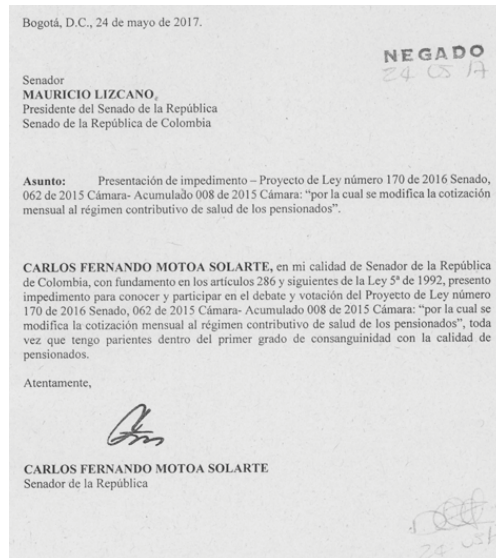 Bogotá, D.C., 24 de mayo de 2017.
NEGADO
24 05 17
Senador
MAURICIO LIZCANO
Presidente del Senado de la República
Senado de la República de Colombia
Asunto: Presentación de impedimento – Proyecto de Ley número 170 de 2016 Senado,
062 de 2015 Cámara- Acumulado 008 de 2015 Cámara: “por la cual se modifica la cotización
mensual al régimen contributivo de salud de los pensionados”.
CARLOS FERNANDO MOTOA SOLARTE, en mi calidad de Senador de la República
de Colombia, con fundamento en los artículos 286 y siguientes de la Ley 5ª de 1992, presento
impedimento para conocer y participar en el debate y votación del Proyecto de Ley número
170 de 2016 Senado, 062 de 2015 Cámara- Acumulado 008 de 2015 Cámara: “por la cual se
modifica la cotización mensual al régimen contributivo de salud de los pensionados”, toda
vez que tengo parientes dentro del primer grado de consanguinidad con la calidad de
pensionados.
Atentamente,
CARLOS FERNANDO MOTOA SOLARTE
Senador de la República